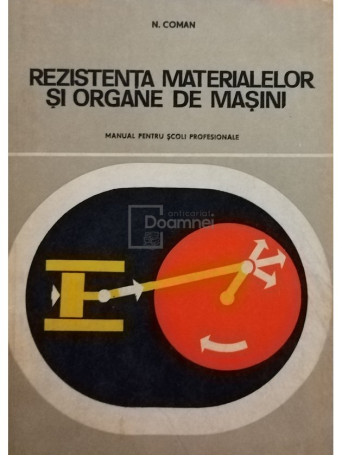 N. COMAN
REZISTENȚA MATERIALELOR
ȘI ORGANE DE MAȘINI
MANUAL PENTRU ȘCOLI PROFESIONALE
anticariat
Doamnei